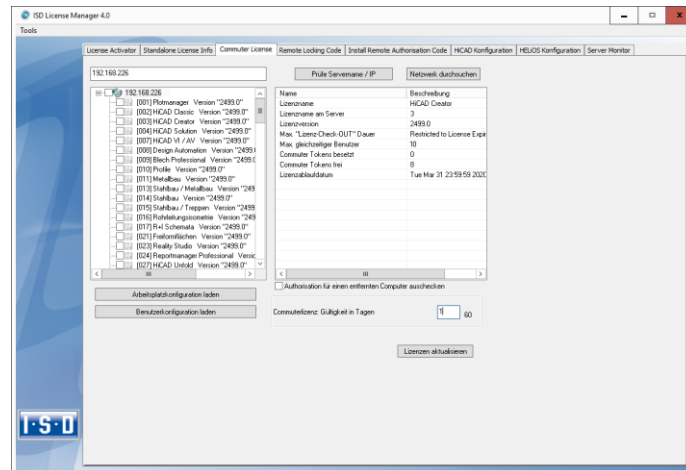 ISD License Manager 4.0
Tools
License Activator
Standalone License Info
Commuter License
Remote Locking Code
Install Remote Authorisation Code
HiCAD Konfiguration
HELiOS Konfiguration
Server Monitor
192.168.226
Prüfe Servername / IP
Netzwerk durchsuchen
192.168.226
[001] Plotmanager Version "2499.0"
[002] HiCAD Classic Version "2499.0"
[003] HiCAD Creator Version "2499.0"
[004] HiCAD Solution Version "2499.0"
[007] HiCAD VI / AV Version "2499.0"
[008] Design Automation Version "2499.
[009] Blech Professional Version "2499.0
[010] Profile Version "2499.0"
[011] Metallbau Version "2499.0"
[013] Stahlbau / Metallbau Version "249
[014] Stahlbau Version "2499.0"
[015] Stahlbau / Treppen Version "2499.
[016] Rohrleitungsisometrie Version "249
[017] R+I Schemata Version "2499.0"
[021] Freiformflächen Version "2499.0"
[023] Reality Studio Version "2499.0"
[024] Reportmanager Professional Versic
[027] HiCAD Unfold Version "2499.0"
Name Beschreibung
Lizenzname HiCAD Creator
Lizenzname am Server 3
Lizenzversion 2499.0
Max. "Lizenz-Check-OUT" Dauer Restricted to License Expir
Max. gleichzeitiger Benutzer 10
Commuter Tokens besetzt 0
Commuter Tokens frei 8
Lizenzablaufdatum Tue Mar 31 23:59:59 2020
Authorisation für einen entfernten Computer auschecken
Arbeitsplatzkonfiguration laden
Benutzerkonfiguration laden
Commuterlizenz: Gültigkeit in Tagen 1 60
Lizenzen aktualisieren
I·S·D